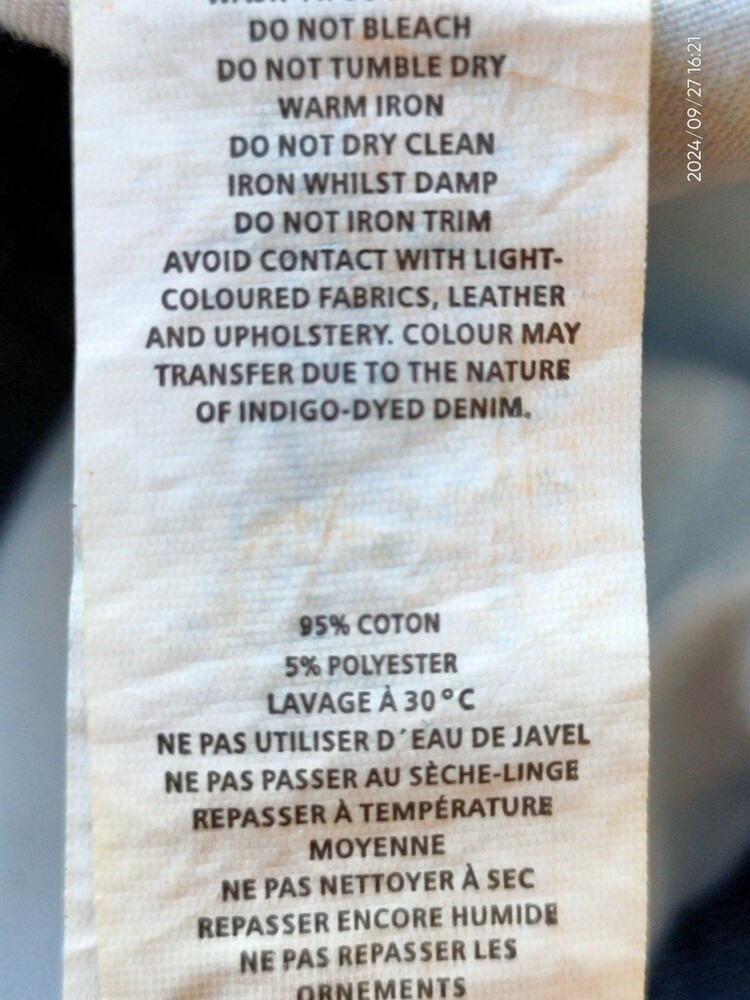 DO NOT BLEACH
DO NOT TUMBLE DRY
WARM IRON
DO NOT DRY CLEAN
IRON WHILST DAMP
DO NOT IRON TRIM
AVOID CONTACT WITH LIGHT-
COLOURED FABRICS, LEATHER
AND UPHOLSTERY. COLOUR MAY
TRANSFER DUE TO THE NATURE
OF INDIGO-DYED DENIM.
95% COTON
5% POLYESTER
LAVAGE À 30°C
NE PAS UTILISER D´EAU DE JAVEL
NE PAS PASSER AU SÈCHE-LINGE
REPASSER À TEMPÉRATURE
MOYENNE
NE PAS NETTOYER À SEC
REPASSER ENCORE HUMIDE
NE PAS REPASSER LES
ORNEMENTS
2024/09/27 16:21